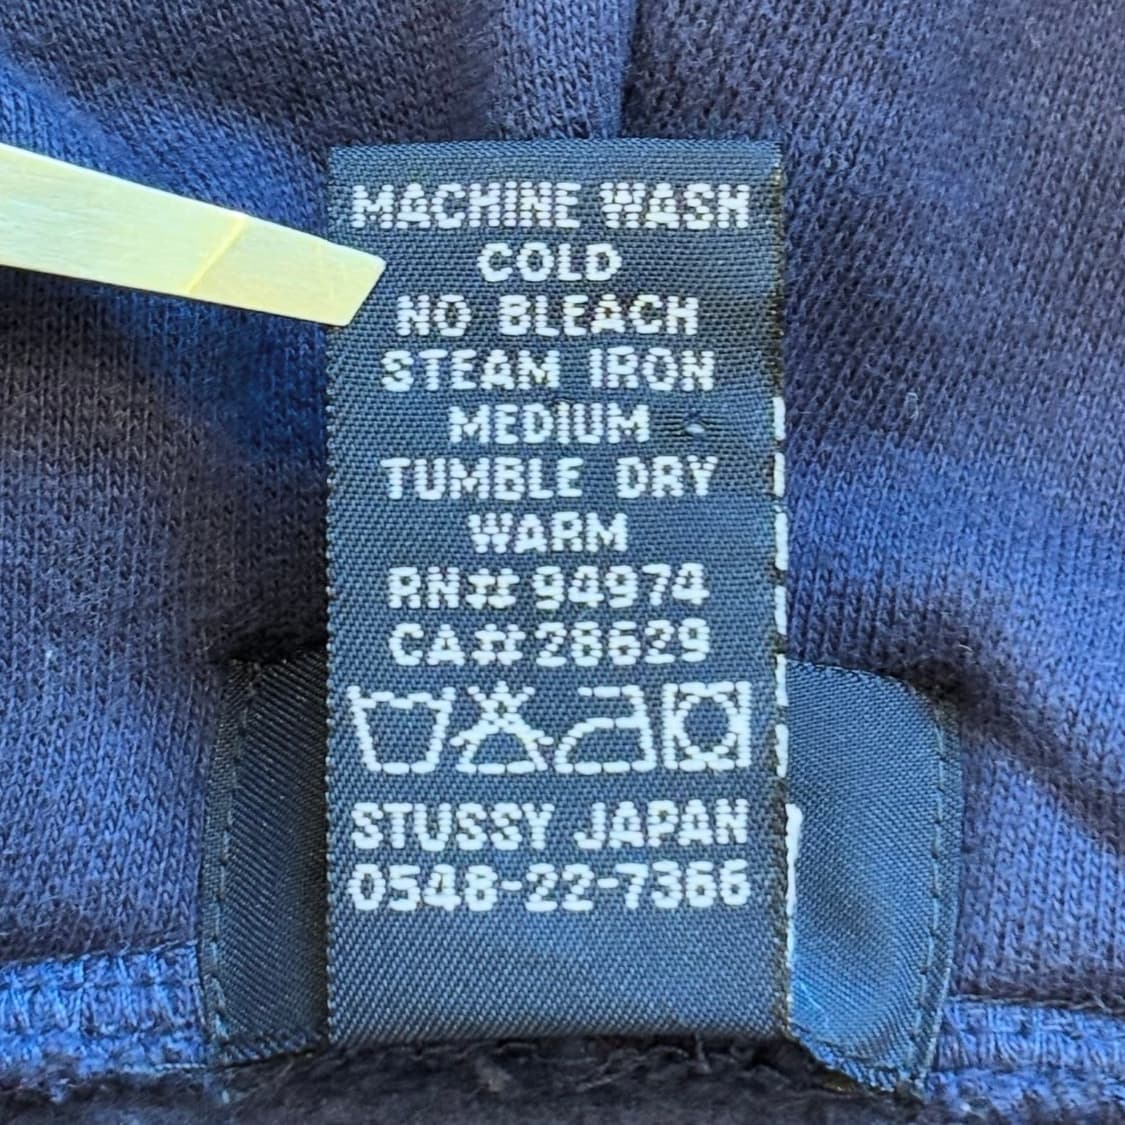 MACHINE WASH
COLD
NO BLEACH
STEAM IRON
MEDIUM
TUMBLE DRY
WARM
RN#94974
CA#28629
STUSSY JAPAN
0548-22-7366